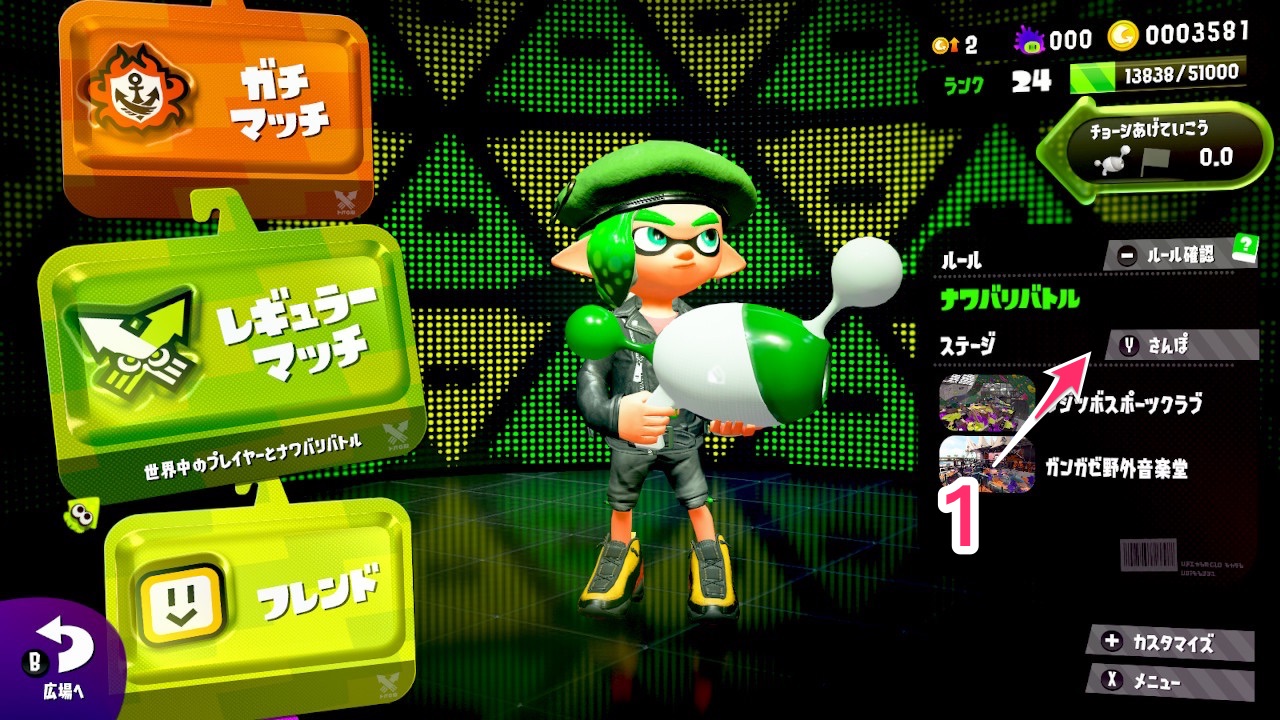 ガチ
マッチ
レギュラー
マッチ
世界中のプレイヤーとナワバリバトル
フレンド
B
広場へ
2
000
0003581
ランク 24
13838/51000
チョーシあげていこう
0.0
ルール
− ルール確認
?
ナワバリバトル
ステージ
Y さんぽ
ツボスポーツクラブ
ガンガゼ野外音楽堂
1
+ カスタマイズ
X メニュー